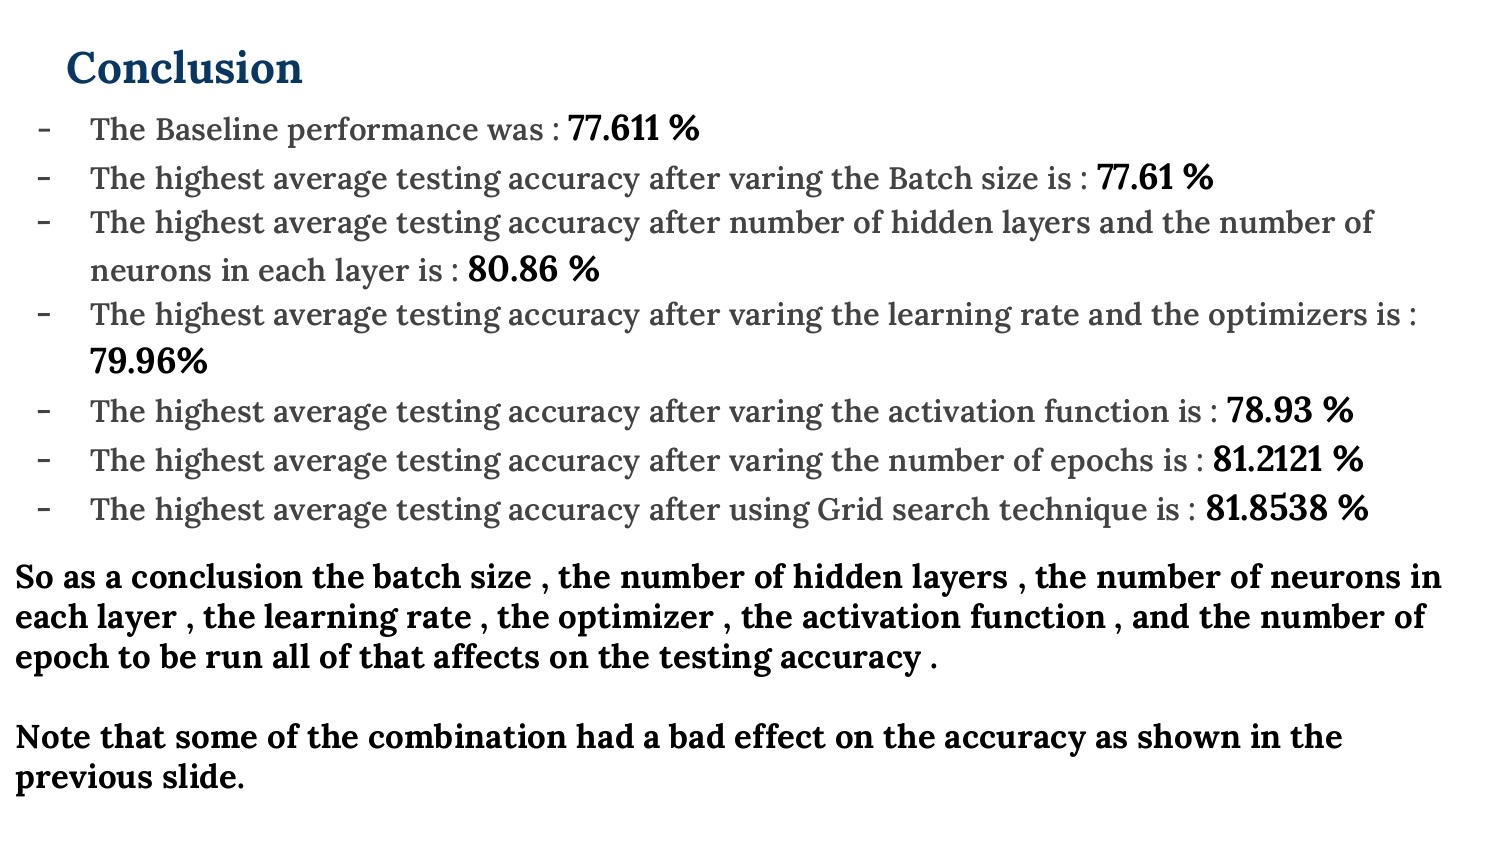 Conclusion
- The Baseline performance was : 77.611 %
- The highest average testing accuracy after varing the Batch size is : 77.61 %
- The highest average testing accuracy after number of hidden layers and the number of
neurons in each layer is : 80.86 %
- The highest average testing accuracy after varing the learning rate and the optimizers is :
79.96%
- The highest average testing accuracy after varing the activation function is : 78.93 %
- The highest average testing accuracy after varing the number of epochs is : 81.2121 %
- The highest average testing accuracy after using Grid search technique is : 81.8538 %
So as a conclusion the batch size , the number of hidden layers , the number of neurons in
each layer , the learning rate , the optimizer , the activation function , and the number of
epoch to be run all of that affects on the testing accuracy .
Note that some of the combination had a bad effect on the accuracy as shown in the
previous slide.